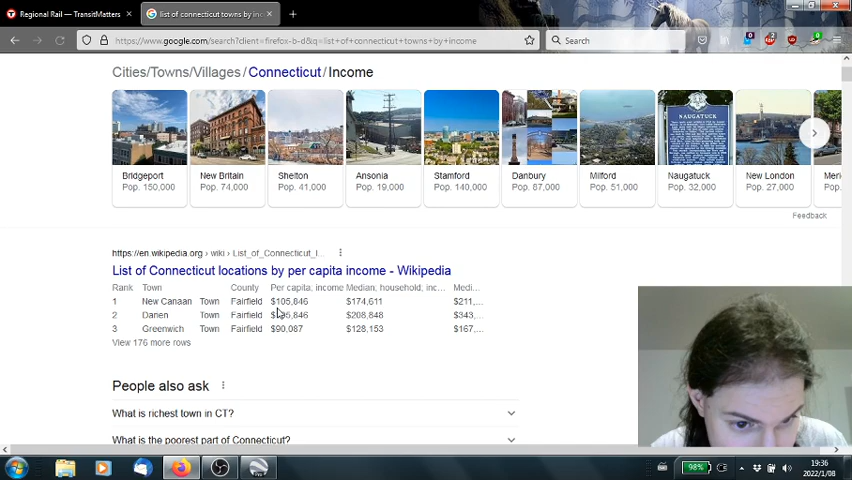 Regional Rail — TransitMatters
list of connecticut towns by inc
https://www.google.com/search?client=firefox-b-d&q=list+of+connecticut+towns+by+income
Search
Cities/Towns/Villages / Connecticut / Income
Bridgeport
Pop. 150,000
New Britain
Pop. 74,000
Shelton
Pop. 41,000
Ansonia
Pop. 19,000
Stamford
Pop. 140,000
Danbury
Pop. 87,000
Milford
Pop. 51,000
NAUGATUCK
Naugatuck
Pop. 32,000
New London
Pop. 27,000
Meri
Pop.
Feedback
https://en.wikipedia.org › wiki › List_of_Connecticut_l...
List of Connecticut locations by per capita income - Wikipedia
Rank Town County Per capita, income Median, household, inc... Medi...
1 New Canaan Town Fairfield $105,846 $174,611 $211,...
2 Darien Town Fairfield $208,848 $343,...
3 Greenwich Town Fairfield $90,087 $128,153 $167,...
View 176 more rows
People also ask
What is richest town in CT?
What is the poorest part of Connecticut?
98%
19:36
2022/1/08